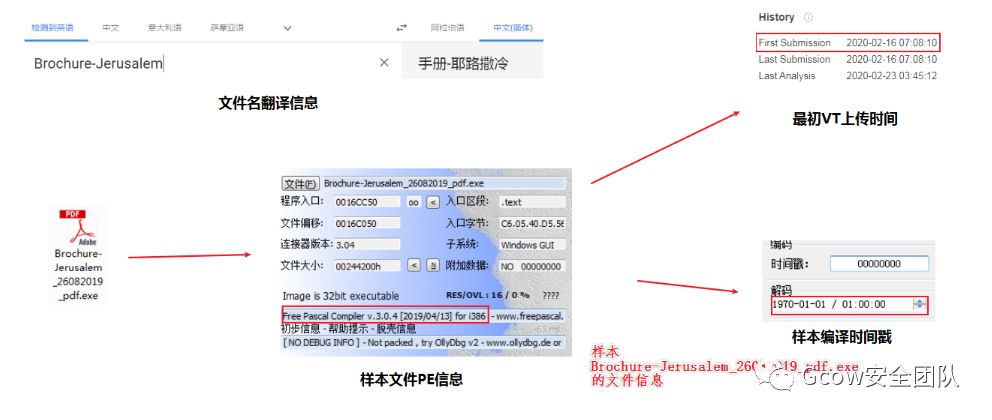 检测到英语 中文 意大利语 萨摩亚语 阿拉伯语 中文(简体)
Brochure-Jerusalem × 手册-耶路撒冷
文件名翻译信息
History
First Submission 2020-02-16 07:08:10
Last Submission 2020-02-16 07:08:10
Last Analysis 2020-02-23 03:45:12
最初VT上传时间
PDF
Adobe
Brochure-
Jerusalem
_26082019
_pdf.exe
文件(F) Brochure-Jerusalem_26082019_pdf.exe
程序入口: 0016CC50 oo < 入口区段: .text
文件偏移: 0016C050 入口字节: C6.05.40.D5.56
连接器版本: 3.04 子系统: Windows GUI
文件大小: 00244200h < N 附加数据: NO 00000000
Image is 32bit executable RES/OVL : 16 / 0 % ????
Free Pascal Compiler v.3.0.4 [2019/04/13] for i386 - www.freepascal.
初步信息 - 帮助提示 - 脱壳信息
[ NO DEBUG INFO ] - Not packed , try OllyDbg v2 - www.ollydbg.de or
样本文件PE信息
编码
时间戳: 00000000
解码
1970-01-01 / 01:00:00
样本编译时间戳
样本
Brochure-Jerusalem_26082019_pdf.exe
的文件信息
Gcow安全团队